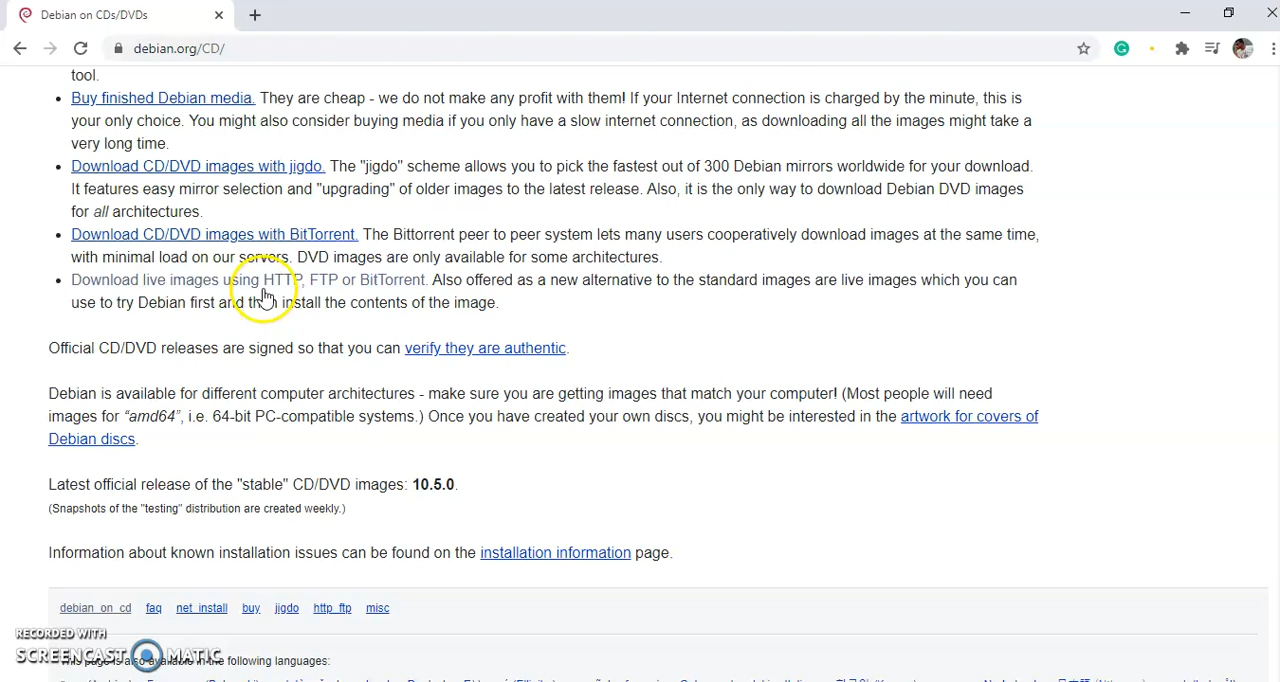 Debian on CDs/DVDs
debian.org/CD/
tool.
Buy finished Debian media. They are cheap - we do not make any profit with them! If your Internet connection is charged by the minute, this is
your only choice. You might also consider buying media if you only have a slow internet connection, as downloading all the images might take a
very long time.
Download CD/DVD images with jigdo. The "jigdo" scheme allows you to pick the fastest out of 300 Debian mirrors worldwide for your download.
It features easy mirror selection and "upgrading" of older images to the latest release. Also, it is the only way to download Debian DVD images
for all architectures.
Download CD/DVD images with BitTorrent. The Bittorrent peer to peer system lets many users cooperatively download images at the same time,
with minimal load on our servers. DVD images are only available for some architectures.
Download live images using HTTP, FTP or BitTorrent. Also offered as a new alternative to the standard images are live images which you can
use to try Debian first and then install the contents of the image.
Official CD/DVD releases are signed so that you can verify they are authentic.
Debian is available for different computer architectures - make sure you are getting images that match your computer! (Most people will need
images for “amd64”, i.e. 64-bit PC-compatible systems.) Once you have created your own discs, you might be interested in the artwork for covers of
Debian discs.
Latest official release of the "stable" CD/DVD images: 10.5.0.
(Snapshots of the "testing" distribution are created weekly.)
Information about known installation issues can be found on the installation information page.
debian_on_cd faq net_install buy jigdo http_ftp misc
RECORDED WITH
SCREENCAST MATIC
This page is also available in the following languages: